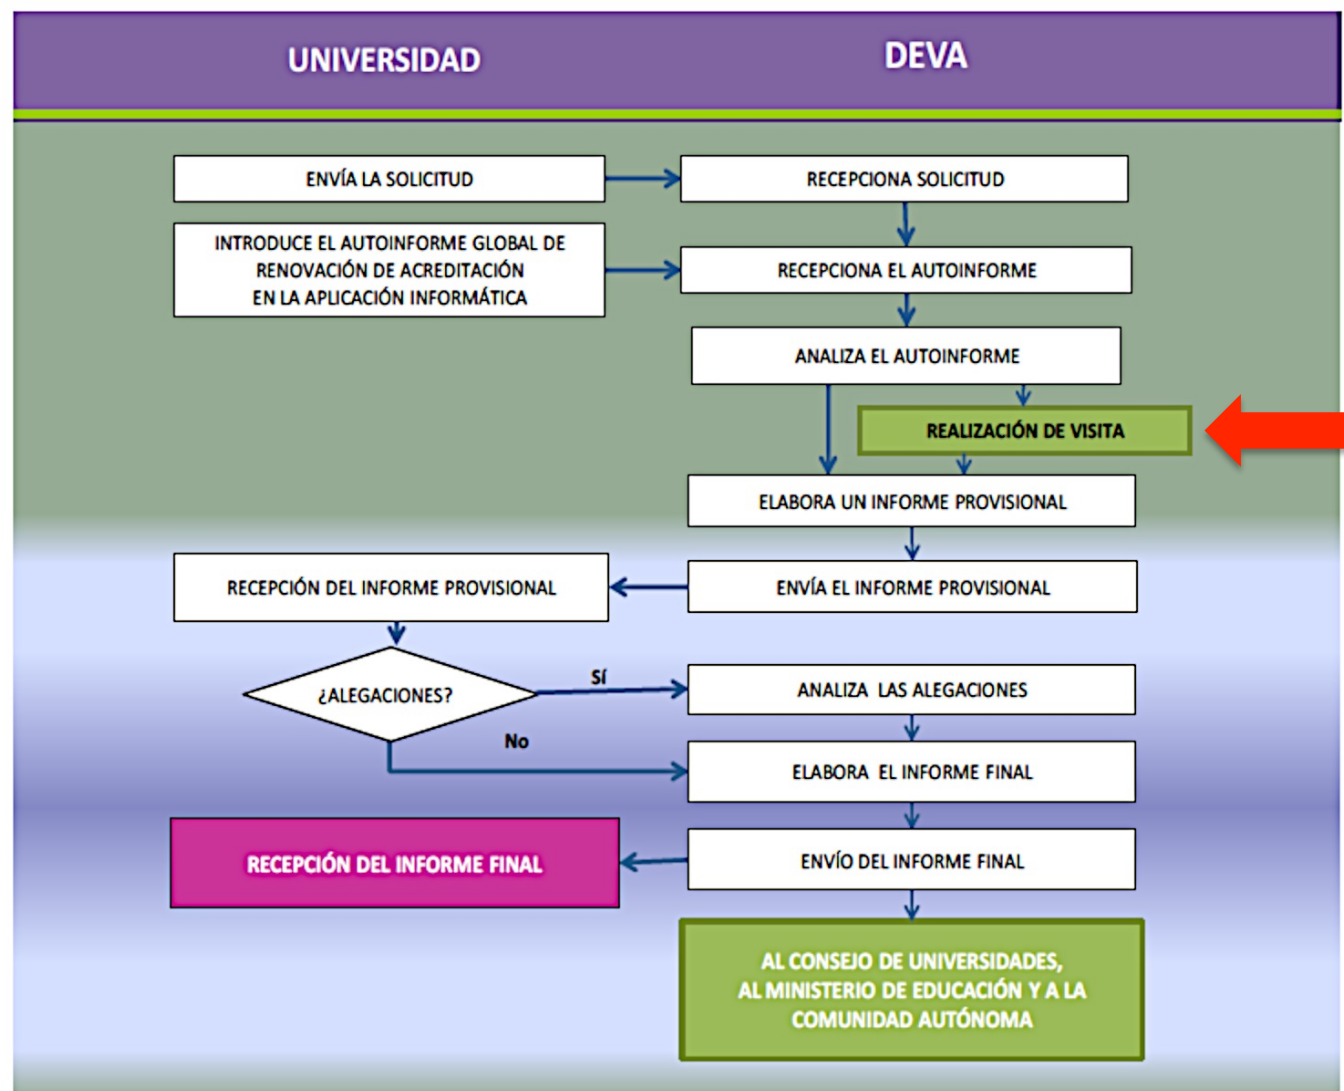 UNIVERSIDAD
DEVA
ENVÍA LA SOLICITUD
RECEPCIONA SOLICITUD
INTRODUCE EL AUTOINFORME GLOBAL DE
RENOVACIÓN DE ACREDITACIÓN
EN LA APLICACIÓN INFORMÁTICA
RECEPCIONA EL AUTOINFORME
ANALIZA EL AUTOINFORME
REALIZACIÓN DE VISITA
ELABORA UN INFORME PROVISIONAL
RECEPCIÓN DEL INFORME PROVISIONAL
ENVÍA EL INFORME PROVISIONAL
¿ALEGACIONES?
Sí
ANALIZA LAS ALEGACIONES
No
ELABORA EL INFORME FINAL
RECEPCIÓN DEL INFORME FINAL
ENVÍO DEL INFORME FINAL
AL CONSEJO DE UNIVERSIDADES,
AL MINISTERIO DE EDUCACIÓN Y A LA
COMUNIDAD AUTÓNOMA